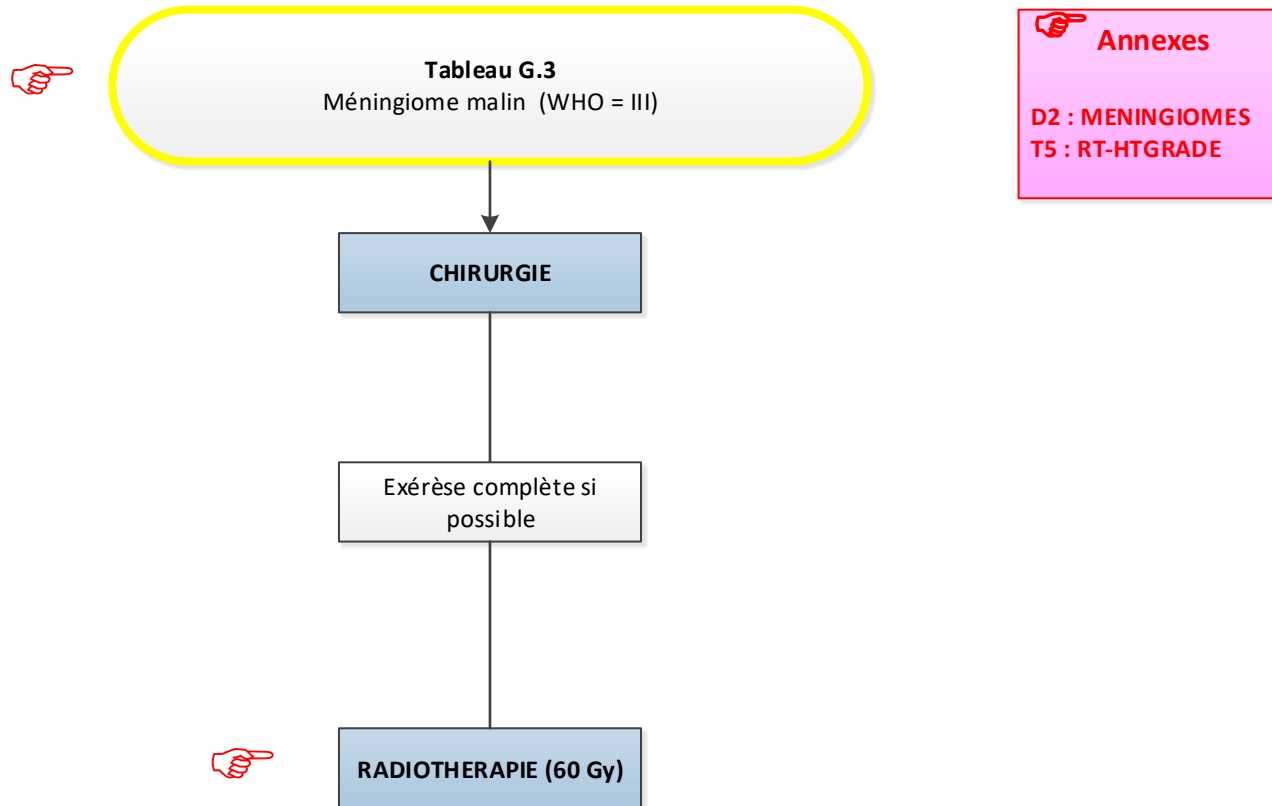 Tableau G.3
Méningiome malin (WHO = III)
Annexes
D2 : MENINGIOMES
T5 : RT-HTGRADE
CHIRURGIE
Exérèse complète si
possible
RADIOTHERAPIE (60 Gy)